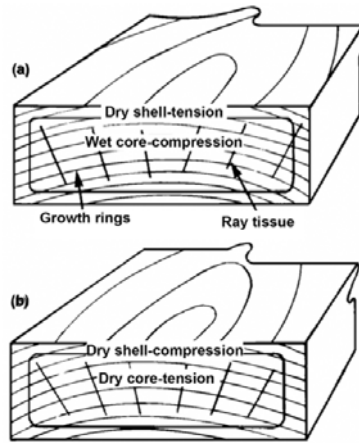 (a)
Dry shell-tension
Wet core-compression
Growth rings
Ray tissue
(b)
Dry shell-compression
Dry core-tension